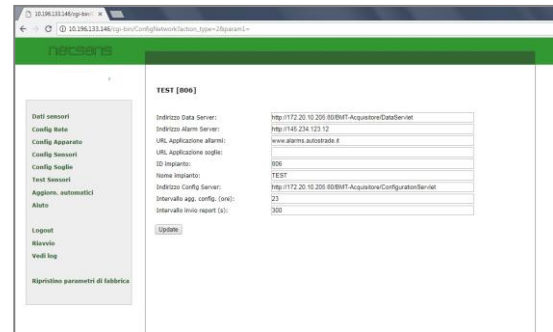 10.196.133.146/cgi-bin/
10.196.133.146/cgi-bin/ConfigNetwork?action_type=2&param1=
netsens
TEST [806]
Dati sensori
Config Rete
Config Apparato
Config Sensori
Config Soglie
Test Sensori
Aggiorn. automatici
Aiuto
Logout
Riavvio
Vedi log
Ripristino parametri di fabbrica
Indirizzo Data Server: http://172.20.10.205:80/BMT-Acquisitore/DataServlet
Indirizzo Alarm Server: http://145.234.123.12
URL Applicazione allarmi: www.alarms.autostrade.it
URL Applicazione soglie:
ID impianto: 806
Nome impianto: TEST
Indirizzo Config Server: http://172.20.10.205:80/BMT-Acquisitore/ConfigurationServlet
Intervallo agg. config. (ore): 23
Intervallo invio report (s): 300
Update